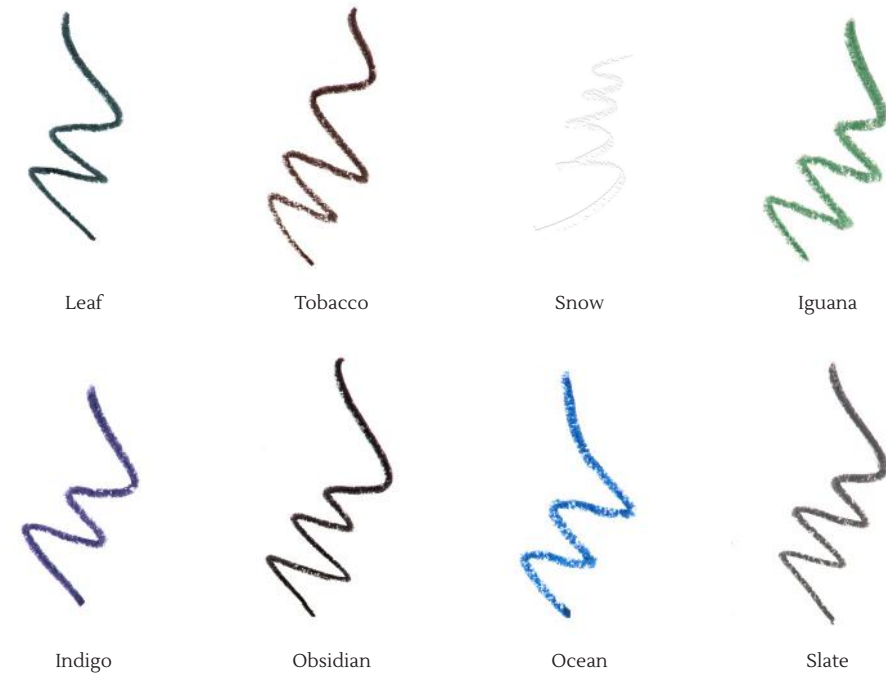 Leaf
Tobacco
Snow
Iguana
Indigo
Obsidian
Ocean
Slate